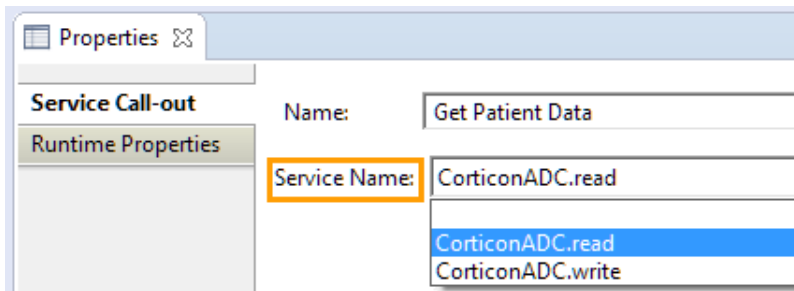 Properties
Service Call-out
Name: Get Patient Data
Runtime Properties
Service Name: CorticonADC.read
CorticonADC.read
CorticonADC.write